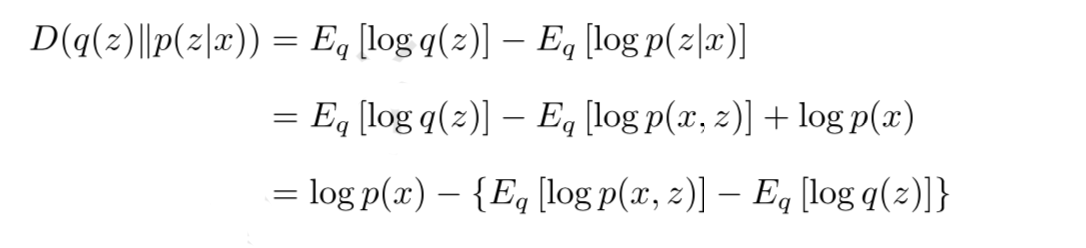 D(q(z)||p(z|x)) = E_q [log q(z)] − E_q [log p(z|x)]
= E_q [log q(z)] − E_q [log p(x, z)] + log p(x)
= log p(x) − {E_q [log p(x, z)] − E_q [log q(z)]}